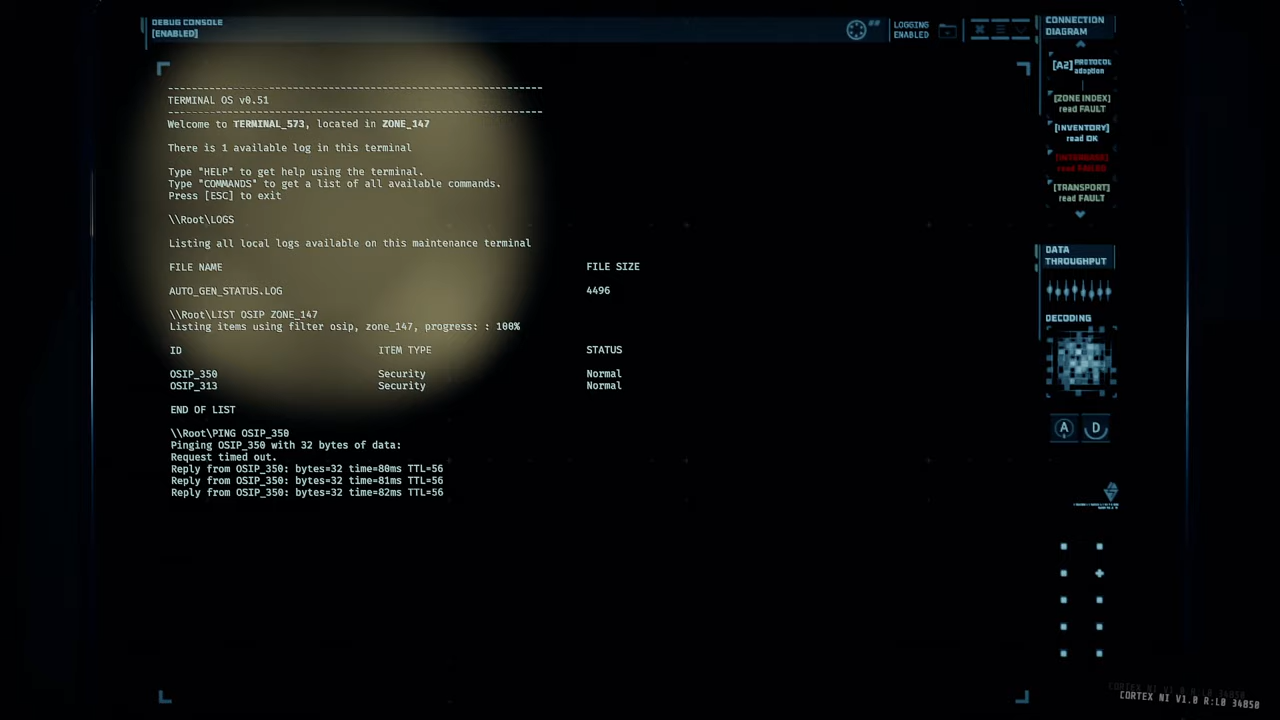 DEBUG CONSOLE
[ENABLED]
LOGGING
ENABLED
CONNECTION
DIAGRAM
--------------------------------------------------
TERMINAL OS v0.51
--------------------------------------------------
Welcome to TERMINAL_573, located in ZONE_147
There is 1 available log in this terminal
Type "HELP" to get help using the terminal.
Type "COMMANDS" to get a list of all available commands.
Press [ESC] to exit
\\Root\LOGS
Listing all local logs available on this maintenance terminal
FILE NAME FILE SIZE
AUTO_GEN_STATUS.LOG 4496
\\Root\LIST OSIP ZONE_147
Listing items using filter osip, zone_147, progress: : 100%
ID ITEM TYPE STATUS
OSIP_350 Security Normal
OSIP_313 Security Normal
END OF LIST
\\Root\PING OSIP_350
Pinging OSIP_350 with 32 bytes of data:
Request timed out.
Reply from OSIP_350: bytes=32 time=80ms TTL=56
Reply from OSIP_350: bytes=32 time=81ms TTL=56
Reply from OSIP_350: bytes=32 time=82ms TTL=56
[A2] PROTOCOL
adaption
[ZONE INDEX]
read FAULT
[INVENTORY]
read OK
read FAILED
[TRANSPORT]
read FAULT
DATA
THROUGHPUT
DECODING
A D
CORTEX NI V1.0 R:L0 34850